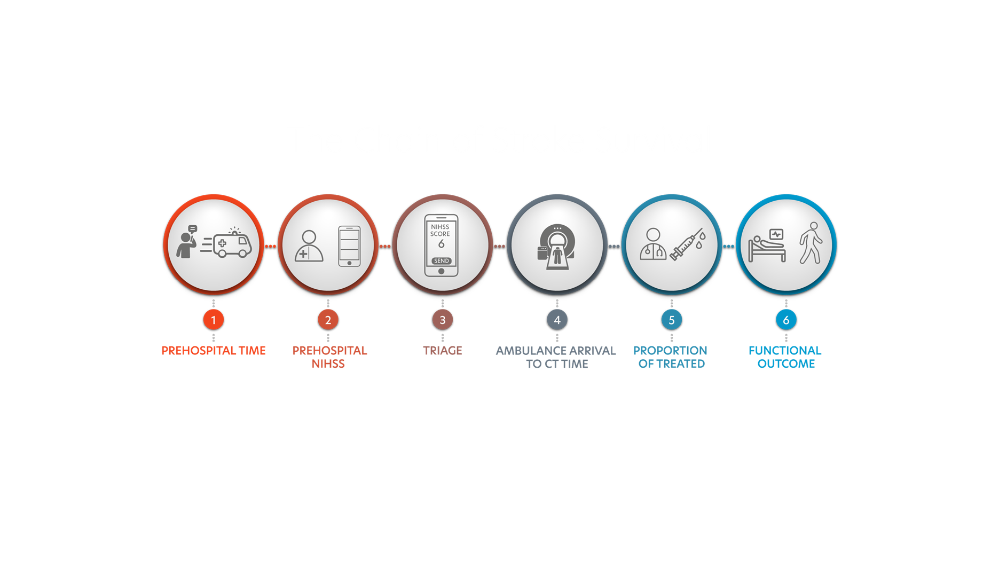 NIHSS
SCORE
6
SEND
1
2
3
4
5
6
PREHOSPITAL TIME
PREHOSPITAL
NIHSS
TRIAGE
AMBULANCE ARRIVAL
TO CT TIME
PROPORTION
OF TREATED
FUNCTIONAL
OUTCOME